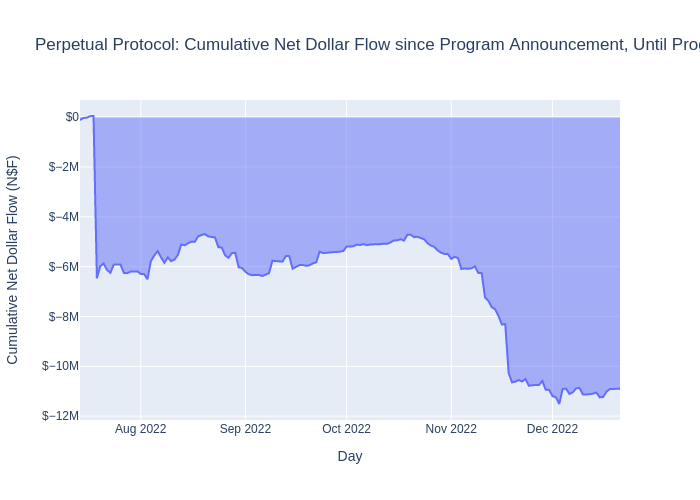 Perpetual Protocol: Cumulative Net Dollar Flow since Program Announcement, Until
$0
$−2M
$−4M
$−6M
$−8M
$−10M
$−12M
Cumulative Net Dollar Flow (N$F)
Aug 2022
Sep 2022
Oct 2022
Nov 2022
Dec 2022
Day